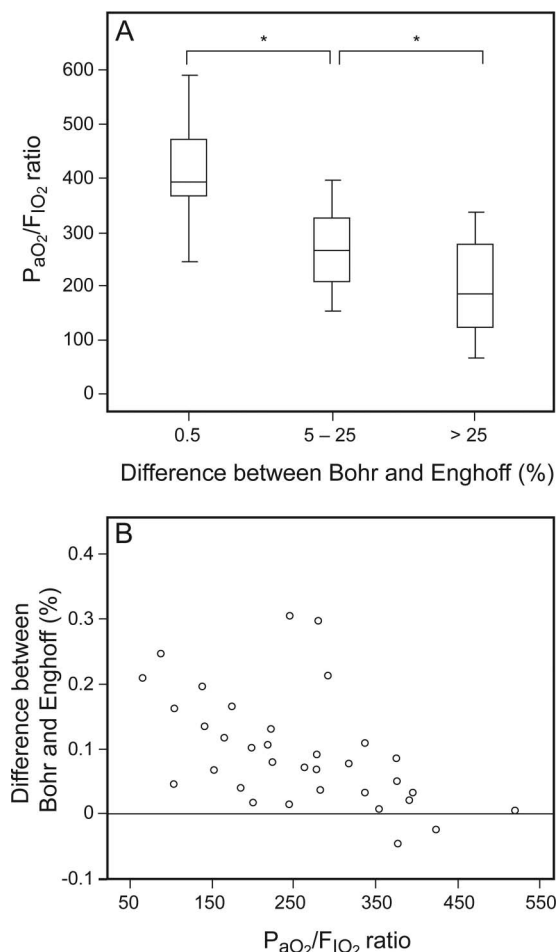 A
* *
600
500
400
300
200
100
0
PaO2/FIO2 ratio
0.5 5 – 25 > 25
Difference between Bohr and Enghoff (%)
B
0.4
0.3
0.2
0.1
0
-0.1
Difference between
Bohr and Enghoff (%)
50 150 250 350 450 550
PaO2/FIO2 ratio